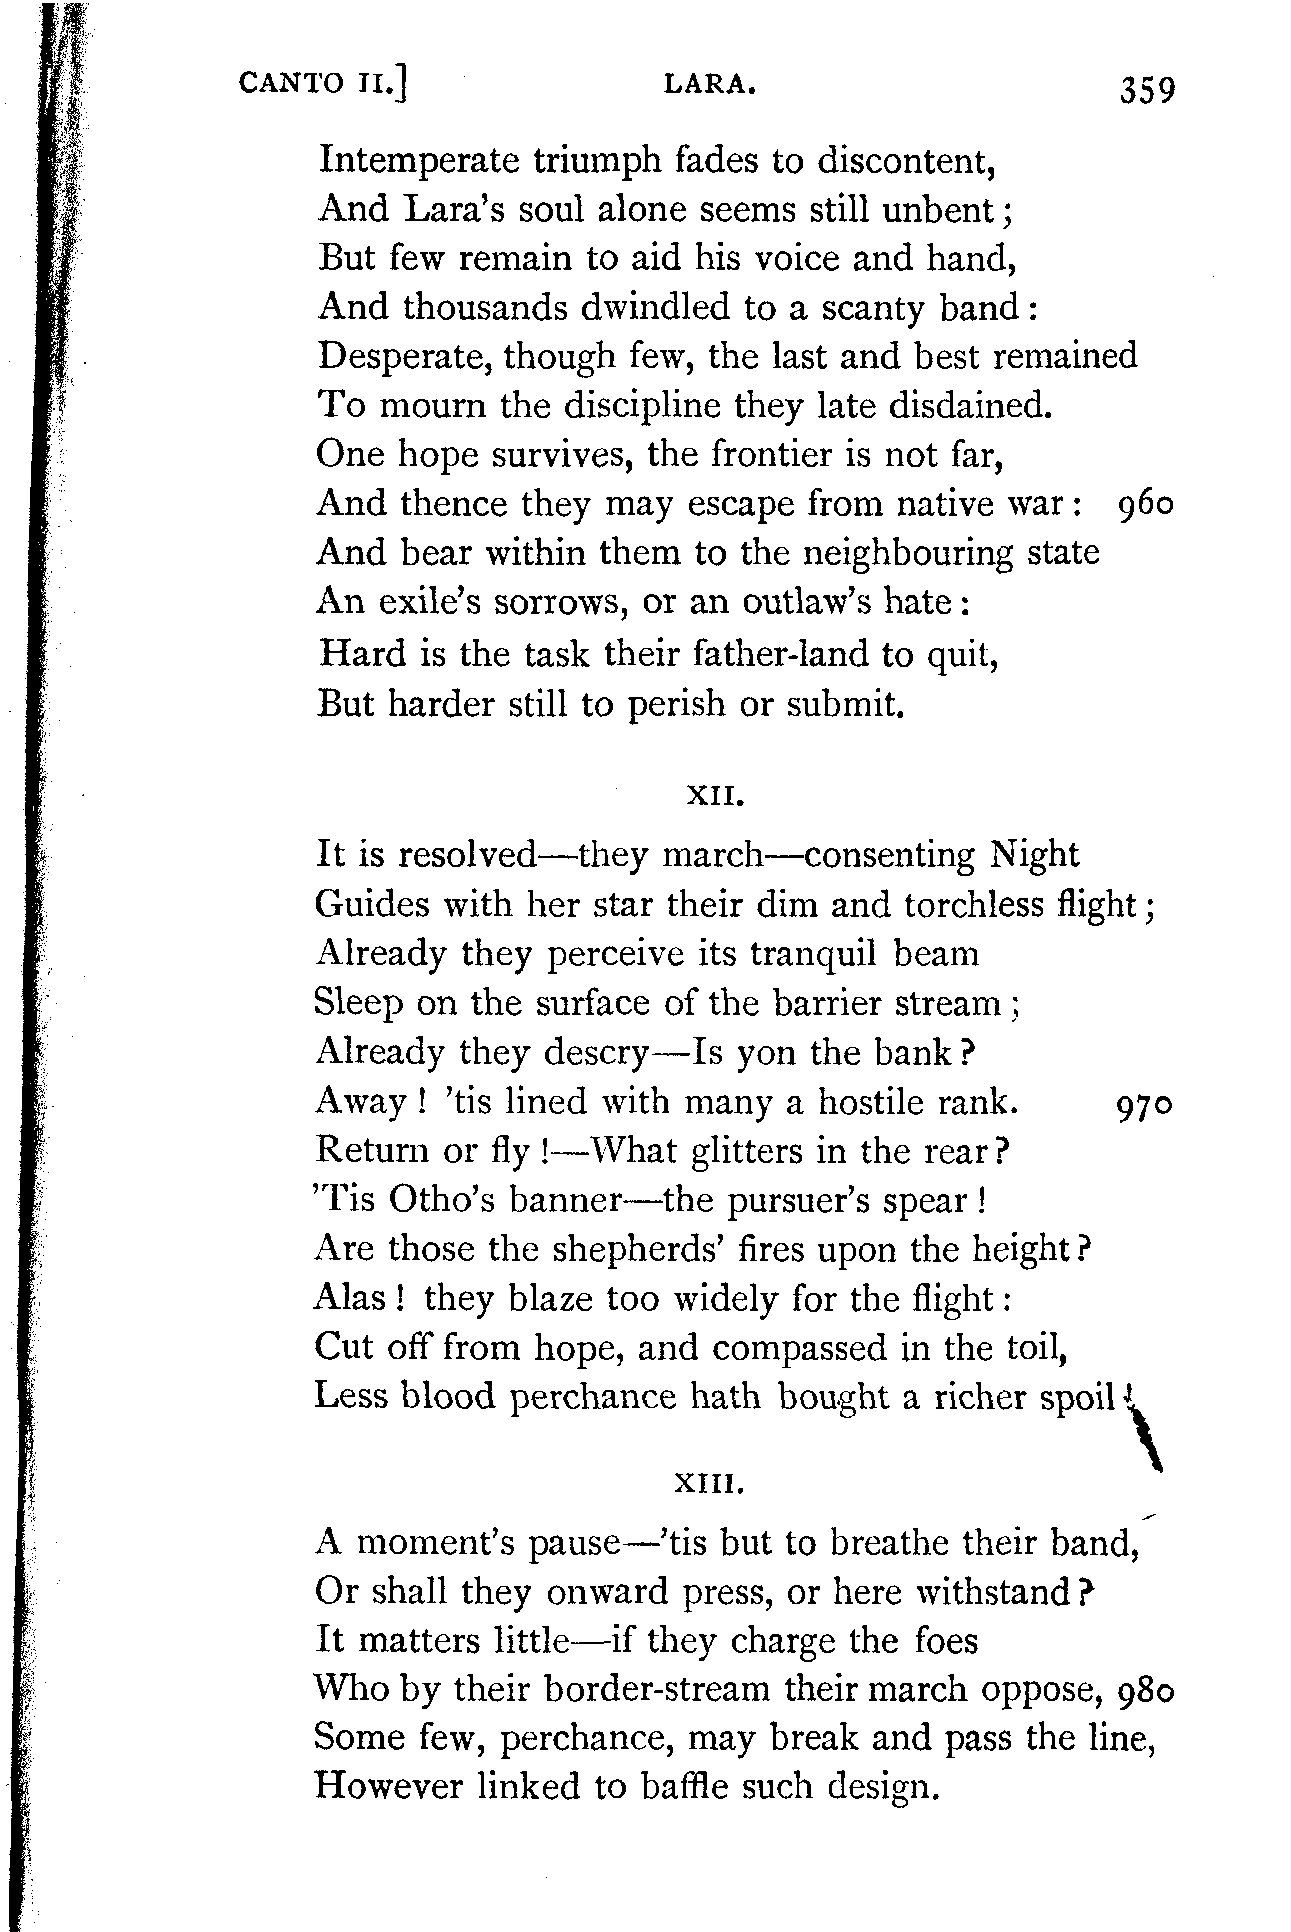 CANTO II.] LARA. 359
Intemperate triumph fades to discontent,
And Lara's soul alone seems still unbent;
But few remain to aid his voice and hand,
And thousands dwindled to a scanty band:
Desperate, though few, the last and best remained
To mourn the discipline they late disdained.
One hope survives, the frontier is not far,
And thence they may escape from native war: 960
And bear within them to the neighbouring state
An exile's sorrows, or an outlaw's hate:
Hard is the task their father-land to quit,
But harder still to perish or submit.
XII.
It is resolved—they march—consenting Night
Guides with her star their dim and torchless flight;
Already they perceive its tranquil beam
Sleep on the surface of the barrier stream;
Already they descry—Is yon the bank?
Away! 'tis lined with many a hostile rank. 970
Return or fly!—What glitters in the rear?
'Tis Otho's banner—the pursuer's spear!
Are those the shepherds' fires upon the height?
Alas! they blaze too widely for the flight:
Cut off from hope, and compassed in the toil,
Less blood perchance hath bought a richer spoil!
XIII.
A moment's pause—'tis but to breathe their band,
Or shall they onward press, or here withstand?
It matters little—if they charge the foes
Who by their border-stream their march oppose, 980
Some few, perchance, may break and pass the line,
However linked to baffle such design.